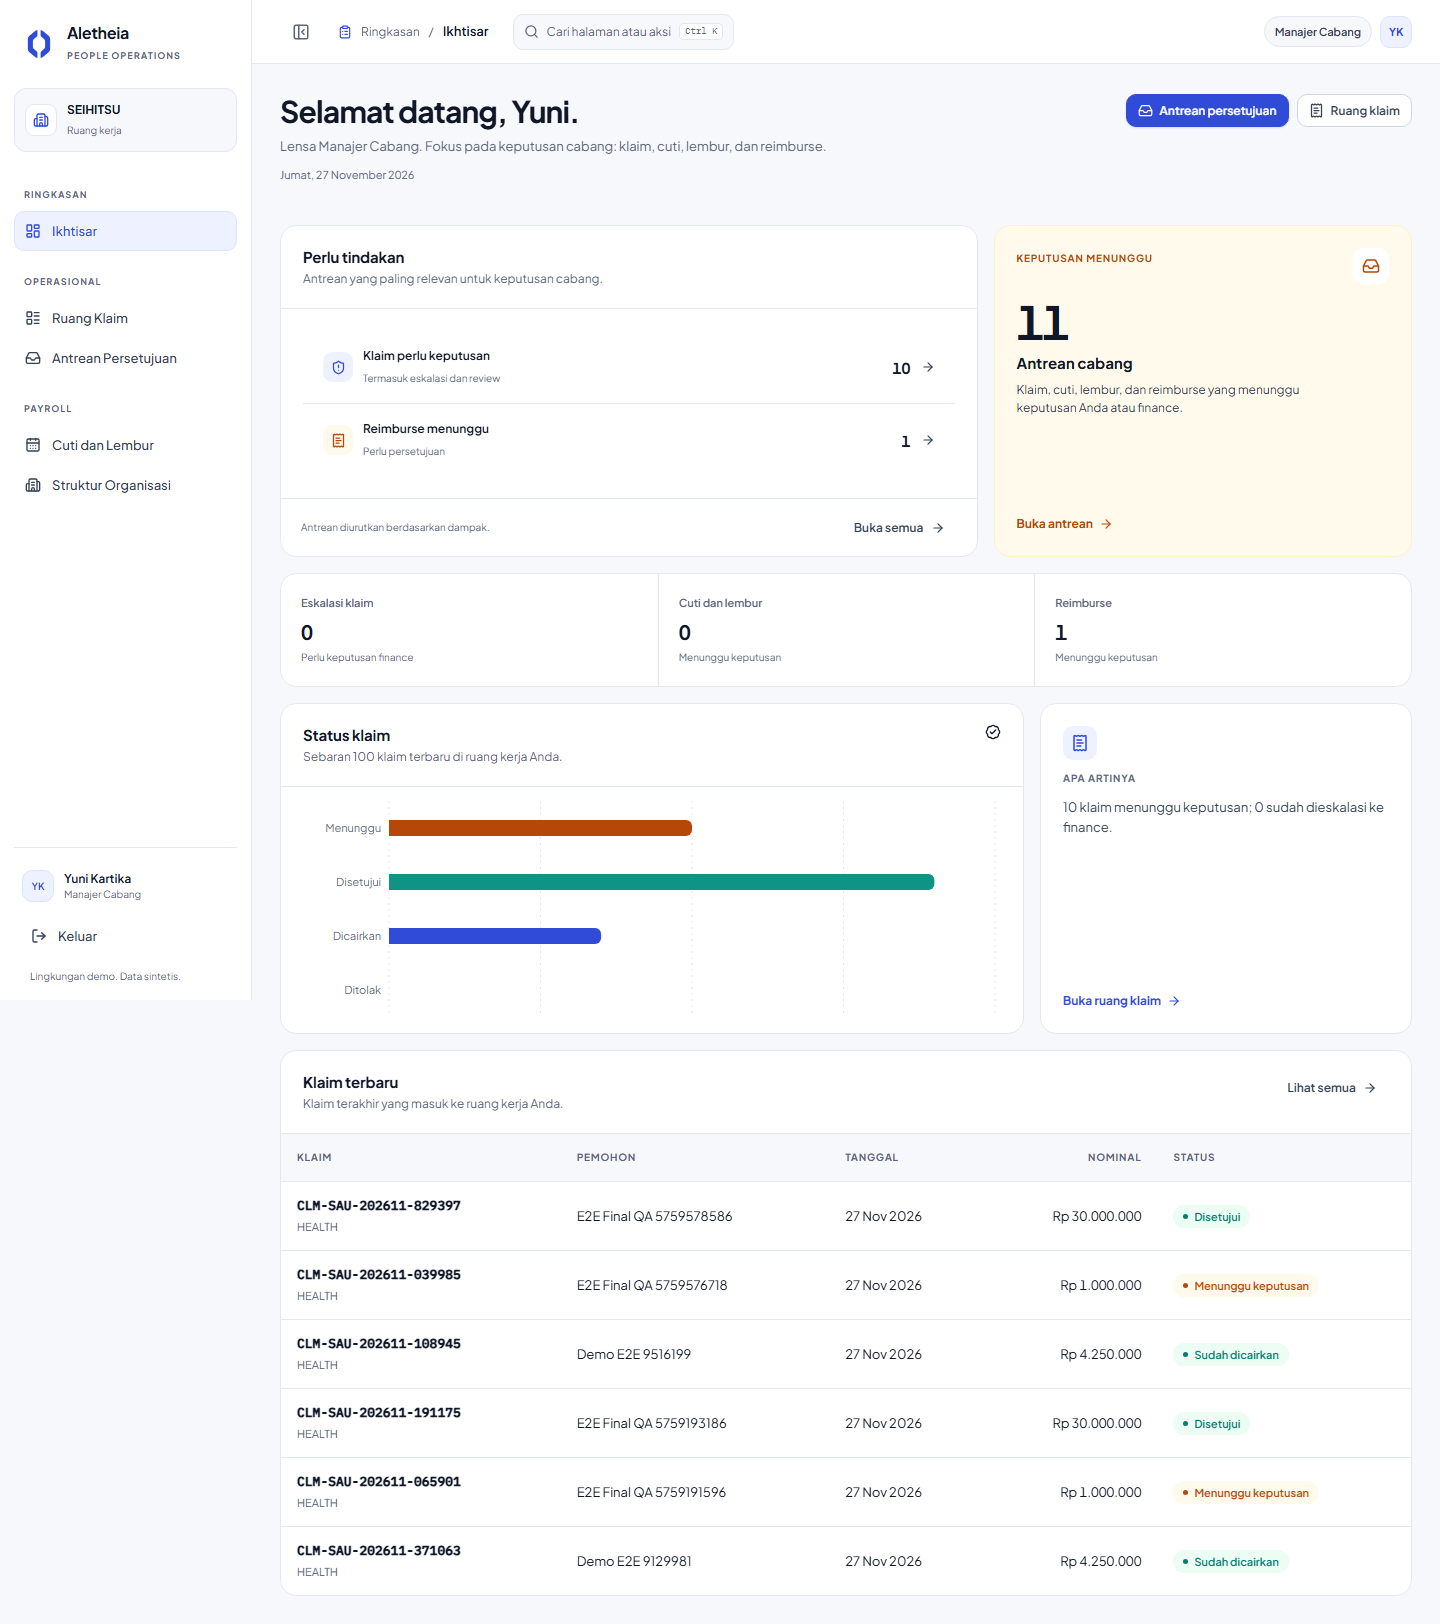 Aletheia
PEOPLE OPERATIONS
SEIHITSU
Ruang kerja
RINGKASAN
Ikhtisar
OPERASIONAL
Ruang Klaim
Antrean Persetujuan
PAYROLL
Cuti dan Lembur
Struktur Organisasi
YK
Yuni Kartika
Manajer Cabang
Keluar
Lingkungan demo. Data sintetis.
Ringkasan / Ikhtisar
Cari halaman atau aksi Ctrl K
Manajer Cabang
YK
Selamat datang, Yuni.
Lensa Manajer Cabang. Fokus pada keputusan cabang: klaim, cuti, lembur, dan reimburse.
Jumat, 27 November 2026
Antrean persetujuan
Ruang klaim
Perlu tindakan
Antrean yang paling relevan untuk keputusan cabang.
Klaim perlu keputusan
Termasuk eskalasi dan review
10
Reimburse menunggu
Perlu persetujuan
1
Antrean diurutkan berdasarkan dampak.
Buka semua
KEPUTUSAN MENUNGGU
11
Antrean cabang
Klaim, cuti, lembur, dan reimburse yang menunggu
keputusan Anda atau finance.
Buka antrean
Eskalasi klaim
0
Perlu keputusan finance
Cuti dan lembur
0
Menunggu keputusan
Reimburse
1
Menunggu keputusan
Status klaim
Sebaran 100 klaim terbaru di ruang kerja Anda.
Menunggu
Disetujui
Dicairkan
Ditolak
APA ARTINYA
10 klaim menunggu keputusan; 0 sudah dieskalasi ke
finance.
Buka ruang klaim
Klaim terbaru
Klaim terakhir yang masuk ke ruang kerja Anda.
Lihat semua
KLAIM PEMOHON TANGGAL NOMINAL STATUS
CLM-SAU-202611-829397
HEALTH
E2E Final QA 5759578586 27 Nov 2026 Rp 30.000.000 Disetujui
CLM-SAU-202611-039985
HEALTH
E2E Final QA 5759576718 27 Nov 2026 Rp 1.000.000 Menunggu keputusan
CLM-SAU-202611-108945
HEALTH
Demo E2E 9516199 27 Nov 2026 Rp 4.250.000 Sudah dicairkan
CLM-SAU-202611-191175
HEALTH
E2E Final QA 5759193186 27 Nov 2026 Rp 30.000.000 Disetujui
CLM-SAU-202611-065901
HEALTH
E2E Final QA 5759191596 27 Nov 2026 Rp 1.000.000 Menunggu keputusan
CLM-SAU-202611-371063
HEALTH
Demo E2E 9129981 27 Nov 2026 Rp 4.250.000 Sudah dicairkan